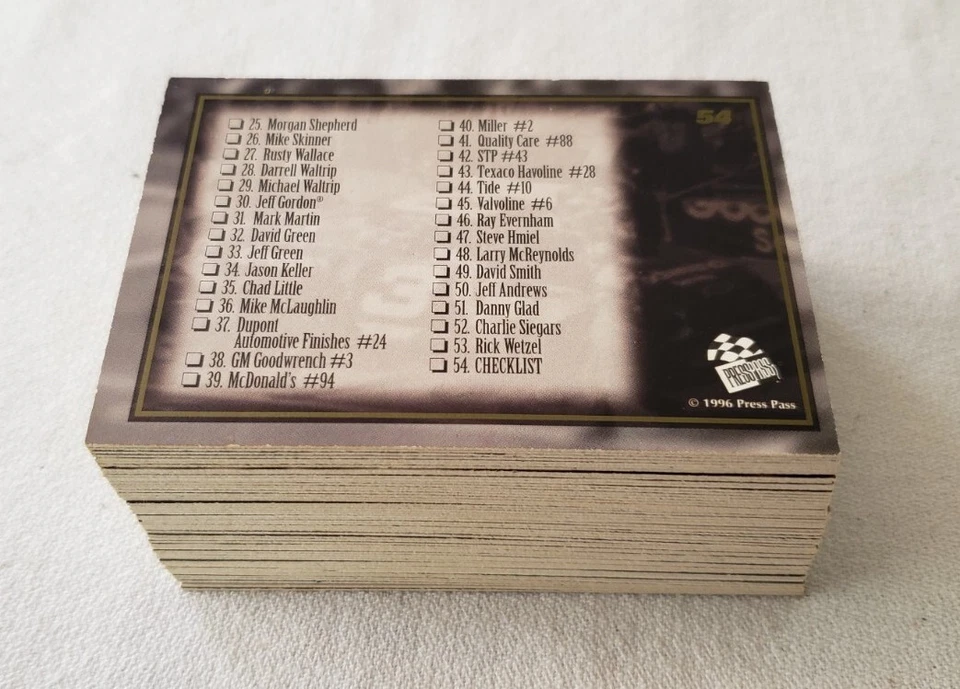 54
25. Morgan Shepherd
26. Mike Skinner
27. Rusty Wallace
28. Darrell Waltrip
29. Michael Waltrip
30. Jeff Gordon®
31. Mark Martin
32. David Green
33. Jeff Green
34. Jason Keller
35. Chad Little
36. Mike McLaughlin
37. Dupont
Automotive Finishes #24
38. GM Goodwrench #3
39. McDonald's #94
40. Miller #2
41. Quality Care #88
42. STP #43
43. Texaco Havoline #28
44. Tide #10
45. Valvoline #6
46. Ray Evernham
47. Steve Hmiel
48. Larry McReynolds
49. David Smith
50. Jeff Andrews
51. Danny Glad
52. Charlie Siegars
53. Rick Wetzel
54. CHECKLIST
PRESS PASS
© 1996 Press Pass